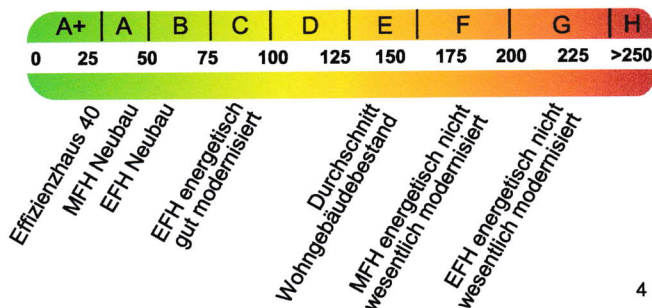 A+ A B C D E F G H
0 25 50 75 100 125 150 175 200 225 >250
Effizienzhaus 40
MFH Neubau
EFH Neubau
EFH energetisch
gut modernisiert
Durchschnitt
Wohngebäudebestand
MFH energetisch nicht
wesentlich modernisiert
EFH energetisch nicht
wesentlich modernisiert
4